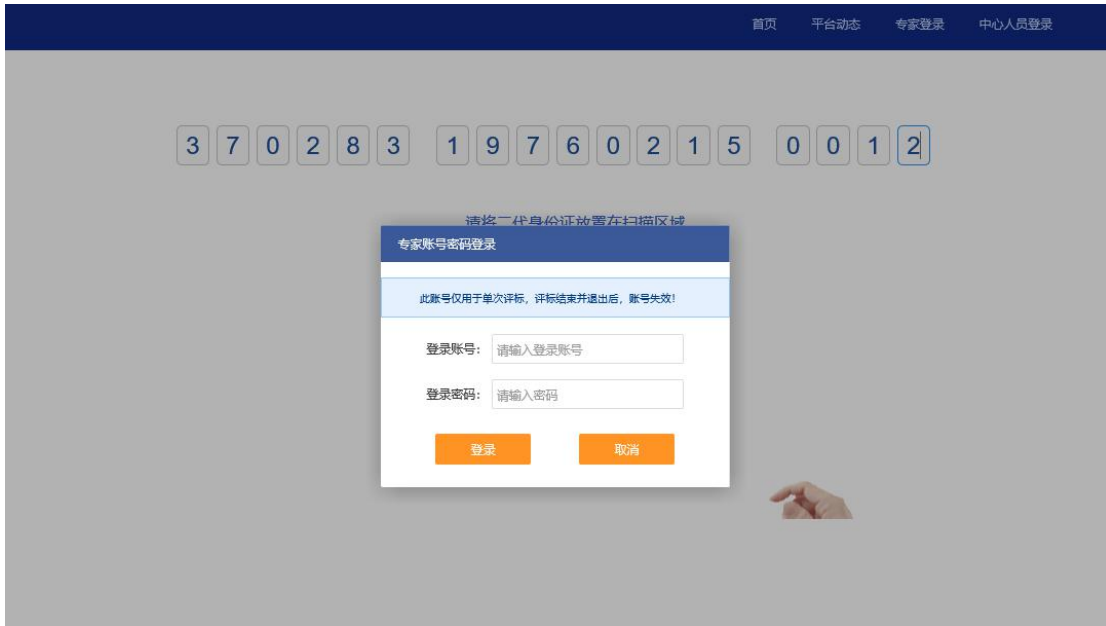 首页 平台动态 专家登录 中心人员登录
370283 19760215 0012
请将二代身份证放置在扫描区域
专家账号密码登录
此账号仅用于单次评标，评标结束并退出后，账号失效！
登录账号： 请输入登录账号
登录密码： 请输入密码
登录 取消